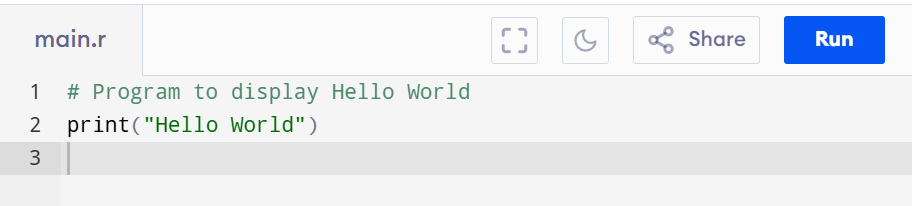 main.r
Share
Run
1 # Program to display Hello World
2 print("Hello World")
3